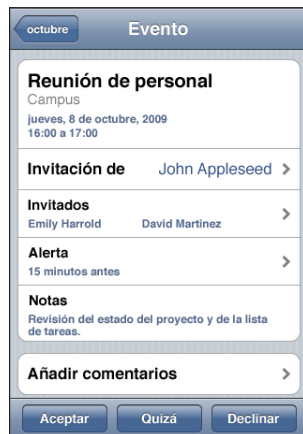 octubre
Evento
Reunión de personal
Campus
jueves, 8 de octubre, 2009
16:00 a 17:00
Invitación de John Appleseed
Invitados
Emily Harrold David Martinez
Alerta
15 minutos antes
Notas
Revisión del estado del proyecto y de la lista
de tareas.
Añadir comentarios
Aceptar Quizá Declinar